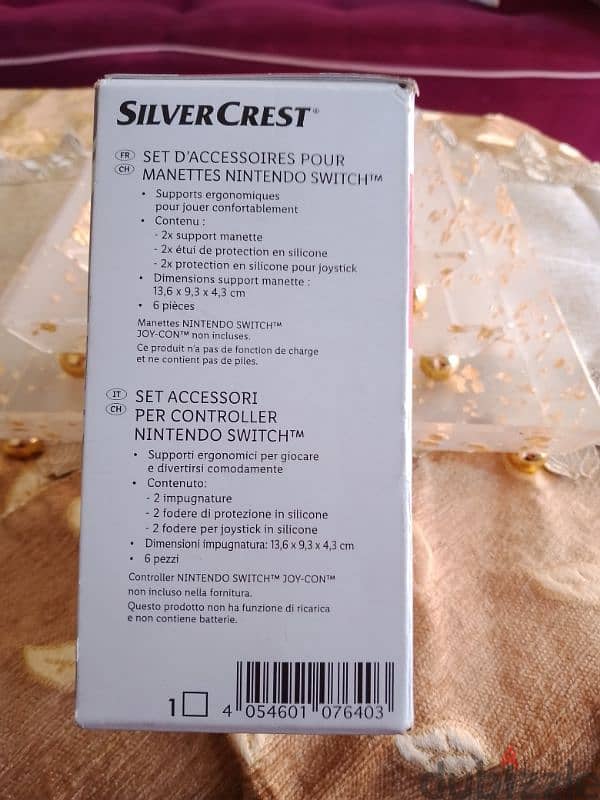 SILVERCREST®
FR SET D'ACCESSOIRES POUR
CH MANETTES NINTENDO SWITCH™
• Supports ergonomiques
pour jouer confortablement
• Contenu :
- 2x support manette
- 2x étui de protection en silicone
- 2x protection en silicone pour joystick
• Dimensions support manette :
13,6 x 9,3 x 4,3 cm
• 6 pièces
Manettes NINTENDO SWITCH™
JOY-CON™ non incluses.
Ce produit n'a pas de fonction de charge
et ne contient pas de piles.
IT SET ACCESSORI
CH PER CONTROLLER
NINTENDO SWITCH™
• Supporti ergonomici per giocare
e divertirsi comodamente
• Contenuto:
- 2 impugnature
- 2 fodere di protezione in silicone
- 2 fodere per joystick in silicone
• Dimensioni impugnatura: 13,6 x 9,3 x 4,3 cm
• 6 pezzi
Controller NINTENDO SWITCH™ JOY-CON™
non incluso nella fornitura.
Questo prodotto non ha funzione di ricarica
e non contiene batterie.
1
4 054601 076403
dubizzle